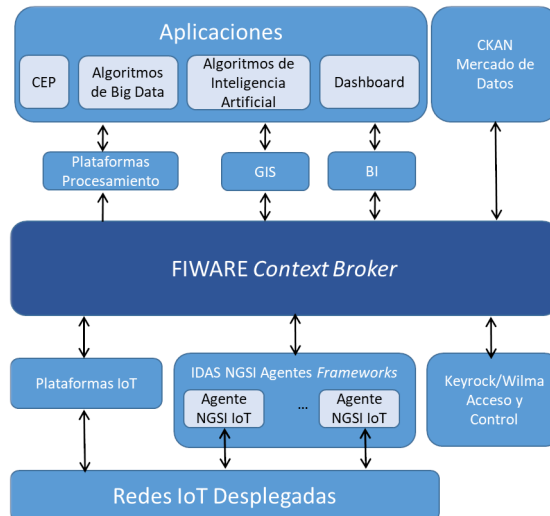 Aplicaciones
CEP
Algoritmos
de Big Data
Algoritmos de
Inteligencia
Artificial
Dashboard
CKAN
Mercado de
Datos
Plataformas
Procesamiento
GIS
BI
FIWARE Context Broker
Plataformas IoT
IDAS NGSI Agentes Frameworks
Agente
NGSI IoT
...
Agente
NGSI IoT
Keyrock/Wilma
Acceso y
Control
Redes IoT Desplegadas